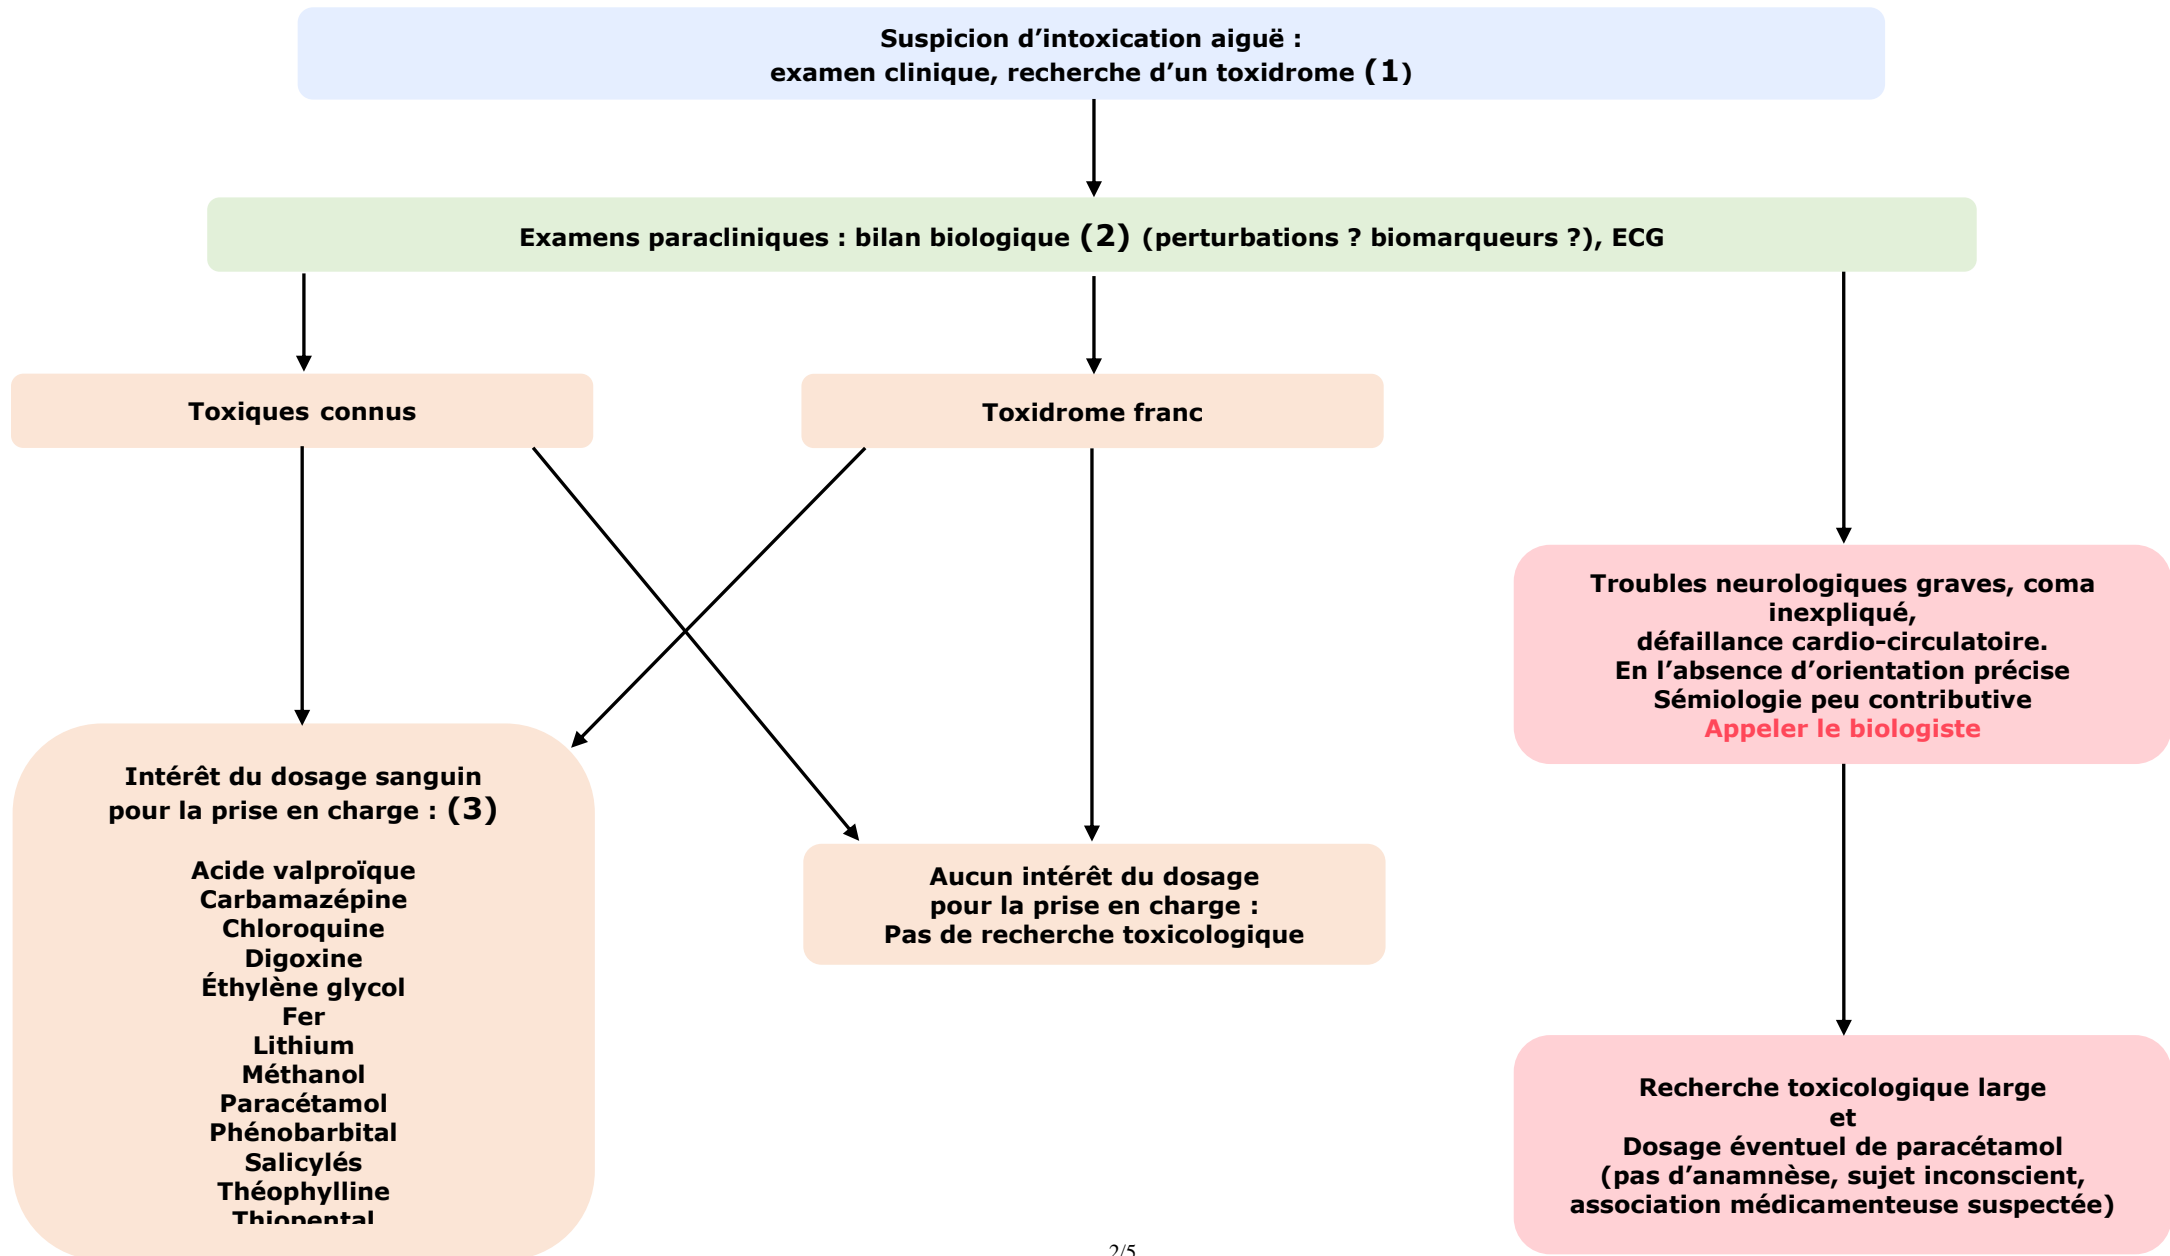 Suspicion d’intoxication aiguë :
examen clinique, recherche d’un toxidrome (1)
Examens paracliniques : bilan biologique (2) (perturbations ? biomarqueurs ?), ECG
Toxiques connus
Toxidrome franc
Troubles neurologiques graves, coma
inexpliqué,
défaillance cardio-circulatoire.
En l’absence d’orientation précise
Sémiologie peu contributive
Appeler le biologiste
Intérêt du dosage sanguin
pour la prise en charge : (3)
Acide valproïque
Carbamazépine
Chloroquine
Digoxine
Éthylène glycol
Fer
Lithium
Méthanol
Paracétamol
Phénobarbital
Salicylés
Théophylline
Thiopental
Aucun intérêt du dosage
pour la prise en charge :
Pas de recherche toxicologique
Recherche toxicologique large
et
Dosage éventuel de paracétamol
(pas d’anamnèse, sujet inconscient,
association médicamenteuse suspectée)
2/5